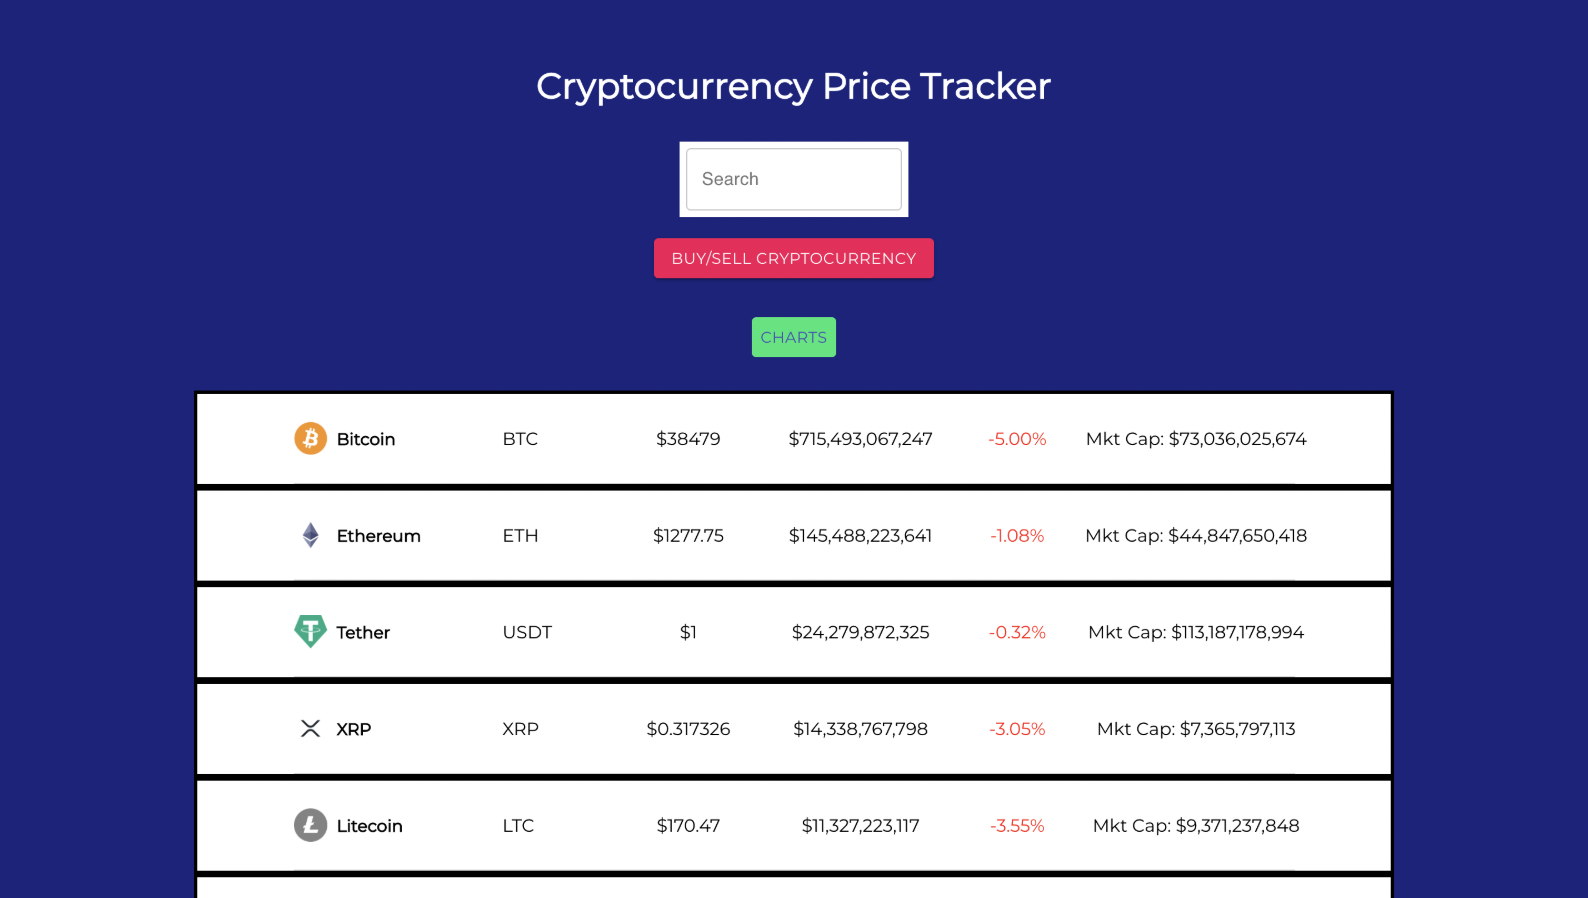 Cryptocurrency Price Tracker
Search
BUY/SELL CRYPTOCURRENCY
CHARTS
Bitcoin BTC $38479 $715,493,067,247 -5.00% Mkt Cap: $73,036,025,674
Ethereum ETH $1277.75 $145,488,223,641 -1.08% Mkt Cap: $44,847,650,418
Tether USDT $1 $24,279,872,325 -0.32% Mkt Cap: $113,187,178,994
XRP XRP $0.317326 $14,338,767,798 -3.05% Mkt Cap: $7,365,797,113
Litecoin LTC $170.47 $11,327,223,117 -3.55% Mkt Cap: $9,371,237,848